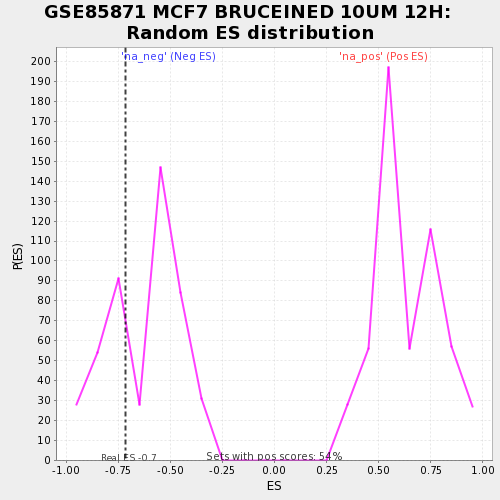 GSE85871 MCF7 BRUCEINED 10UM 12H:
Random ES distribution
'na_neg' (Neg ES)
'na_pos' (Pos ES)
200
190
180
170
160
150
140
130
120
110
100
90
80
70
60
50
40
30
20
10
0
P(ES)
Real ES -0.7
Sets with pos scores: 54%
-1.00 -0.75 -0.50 -0.25 0.00 0.25 0.50 0.75 1.00
ES